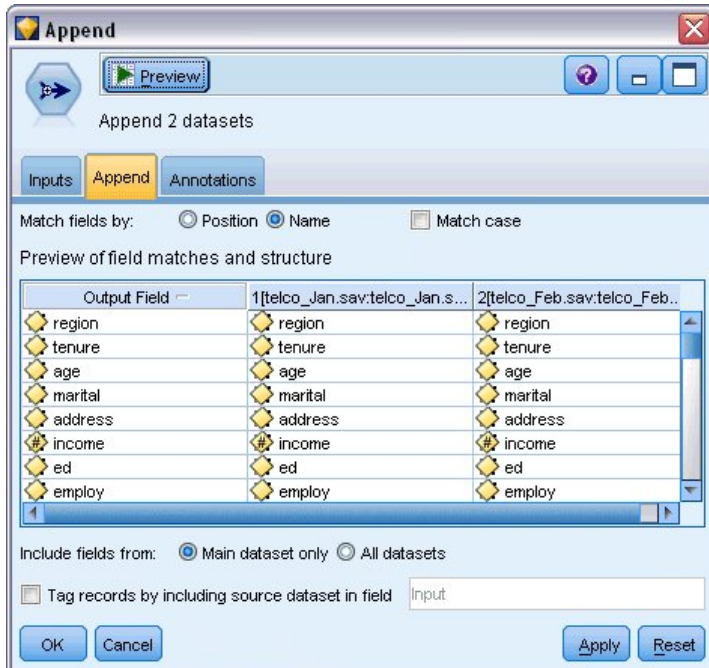 Append
Preview
Append 2 datasets
Inputs Append Annotations
Match fields by: Position Name Match case
Preview of field matches and structure
Output Field 1[telco_Jan.sav:telco_Jan.s... 2[telco_Feb.sav:telco_Feb...
region region region
tenure tenure tenure
age age age
marital marital marital
address address address
# income # income # income
ed ed ed
employ employ employ
Include fields from: Main dataset only All datasets
Tag records by including source dataset in field Input
OK Cancel Apply Reset